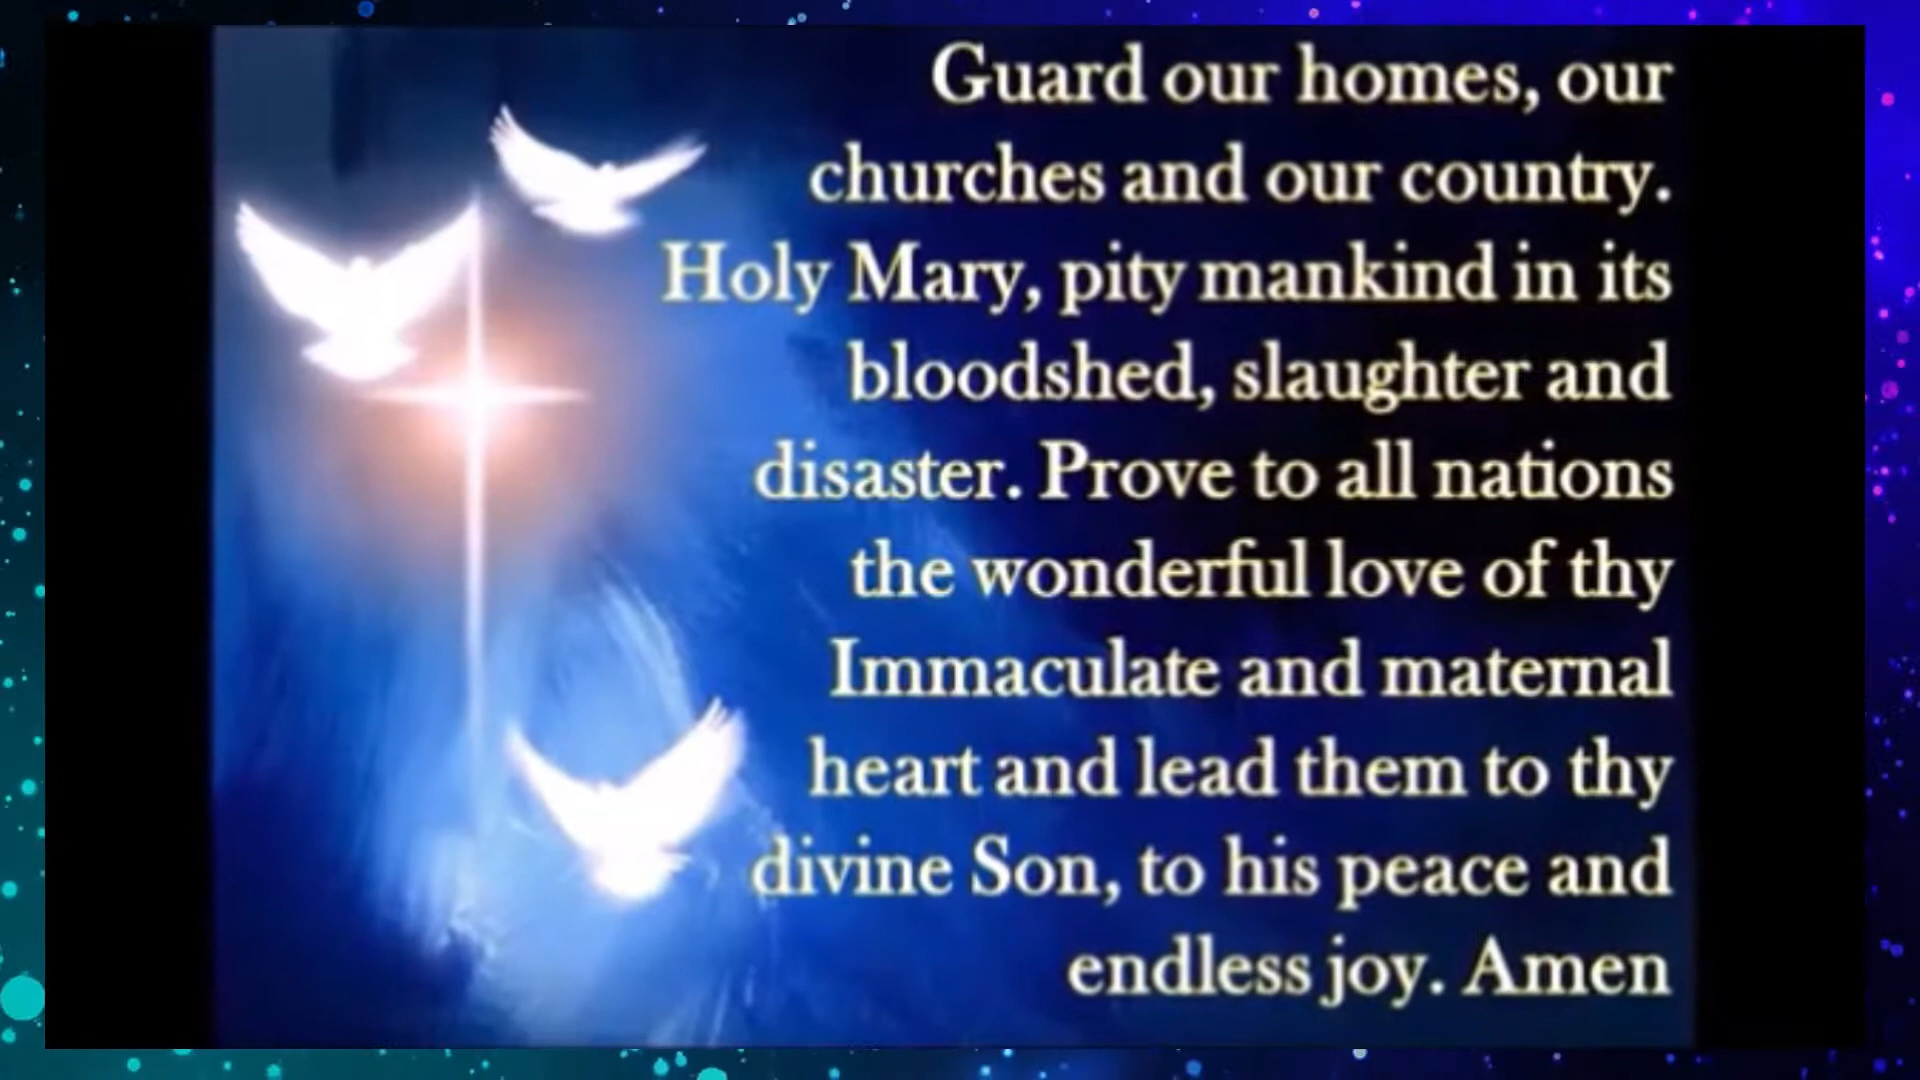 Guard our homes, our
churches and our country.
Holy Mary, pity mankind in its
bloodshed, slaughter and
disaster. Prove to all nations
the wonderful love of thy
Immaculate and maternal
heart and lead them to thy
divine Son, to his peace and
endless joy. Amen